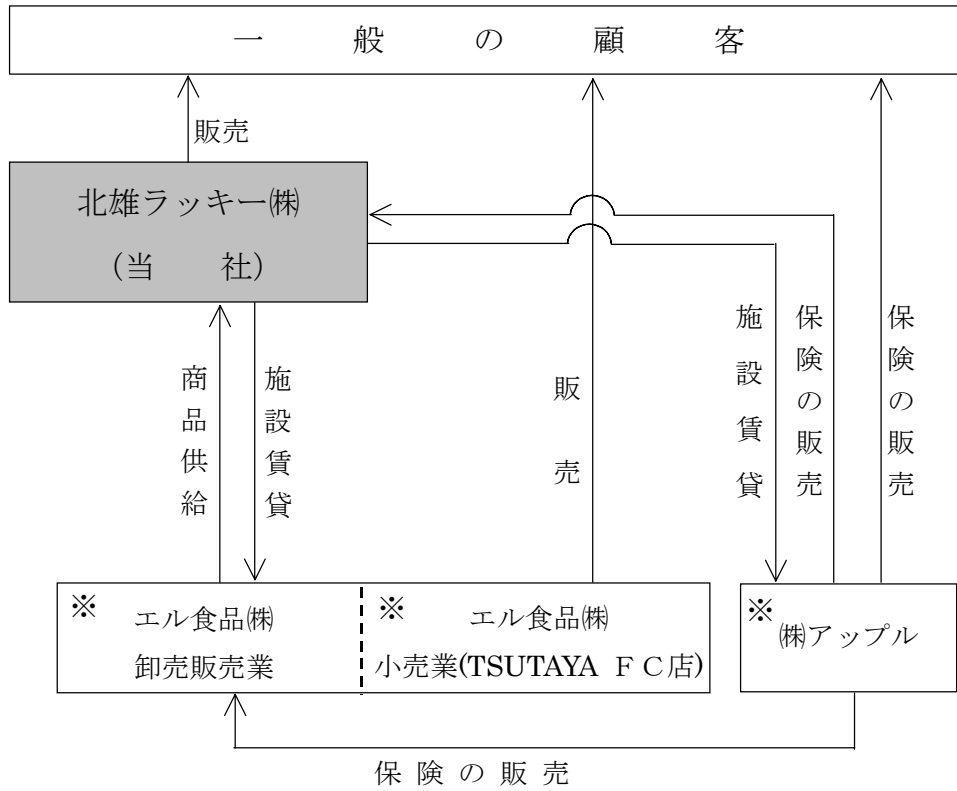 一般の顧客
販売
北雄ラッキー㈱
(当社)
商品供給
施設賃貸
販売
施設賃貸
保険の販売
保険の販売
※ エル食品㈱
卸売販売業
※ エル食品㈱
小売業(TSUTAYA ＦＣ店)
※ ㈱アップル
保険の販売